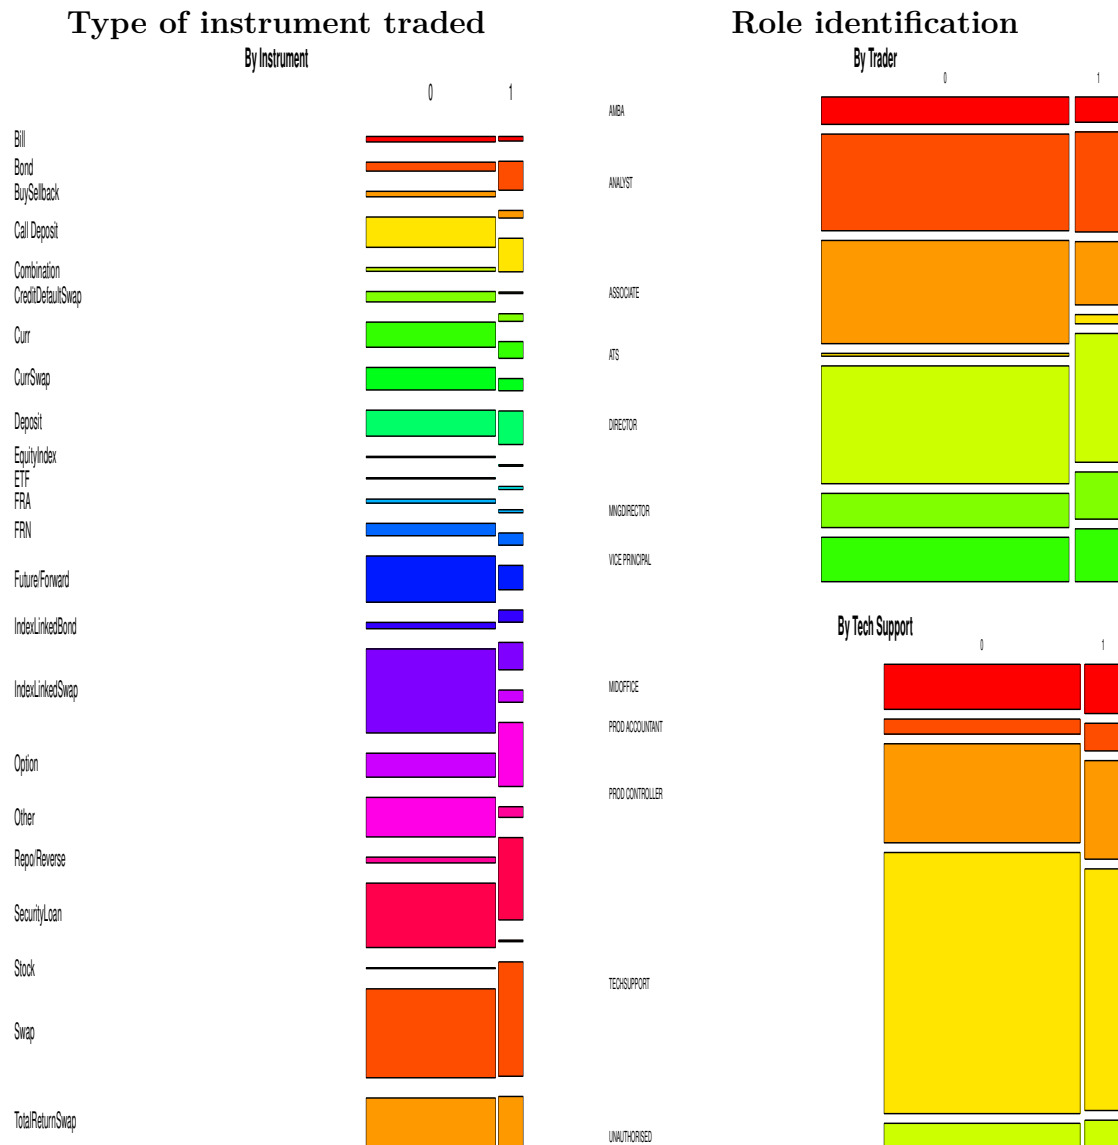 Type of instrument traded
By Instrument
0 1
Bill
Bond
BuySellback
Call Deposit
Combination
CreditDefaultSwap
Curr
CurrSwap
Deposit
EquityIndex
ETF
FRA
FRN
Future/Forward
IndexLinkedBond
IndexLinkedSwap
Option
Other
Repo/Reverse
SecurityLoan
Stock
Swap
TotalReturnSwap
Role identification
By Trader
0 1
AMBA
ANALYST
ASSOCIATE
ATS
DIRECTOR
MNGDIRECTOR
VICE PRINCIPAL
By Tech Support
0 1
MIDOFFICE
PROD ACCOUNTANT
PROD CONTROLLER
TECHSUPPORT
UNAUTHORISED